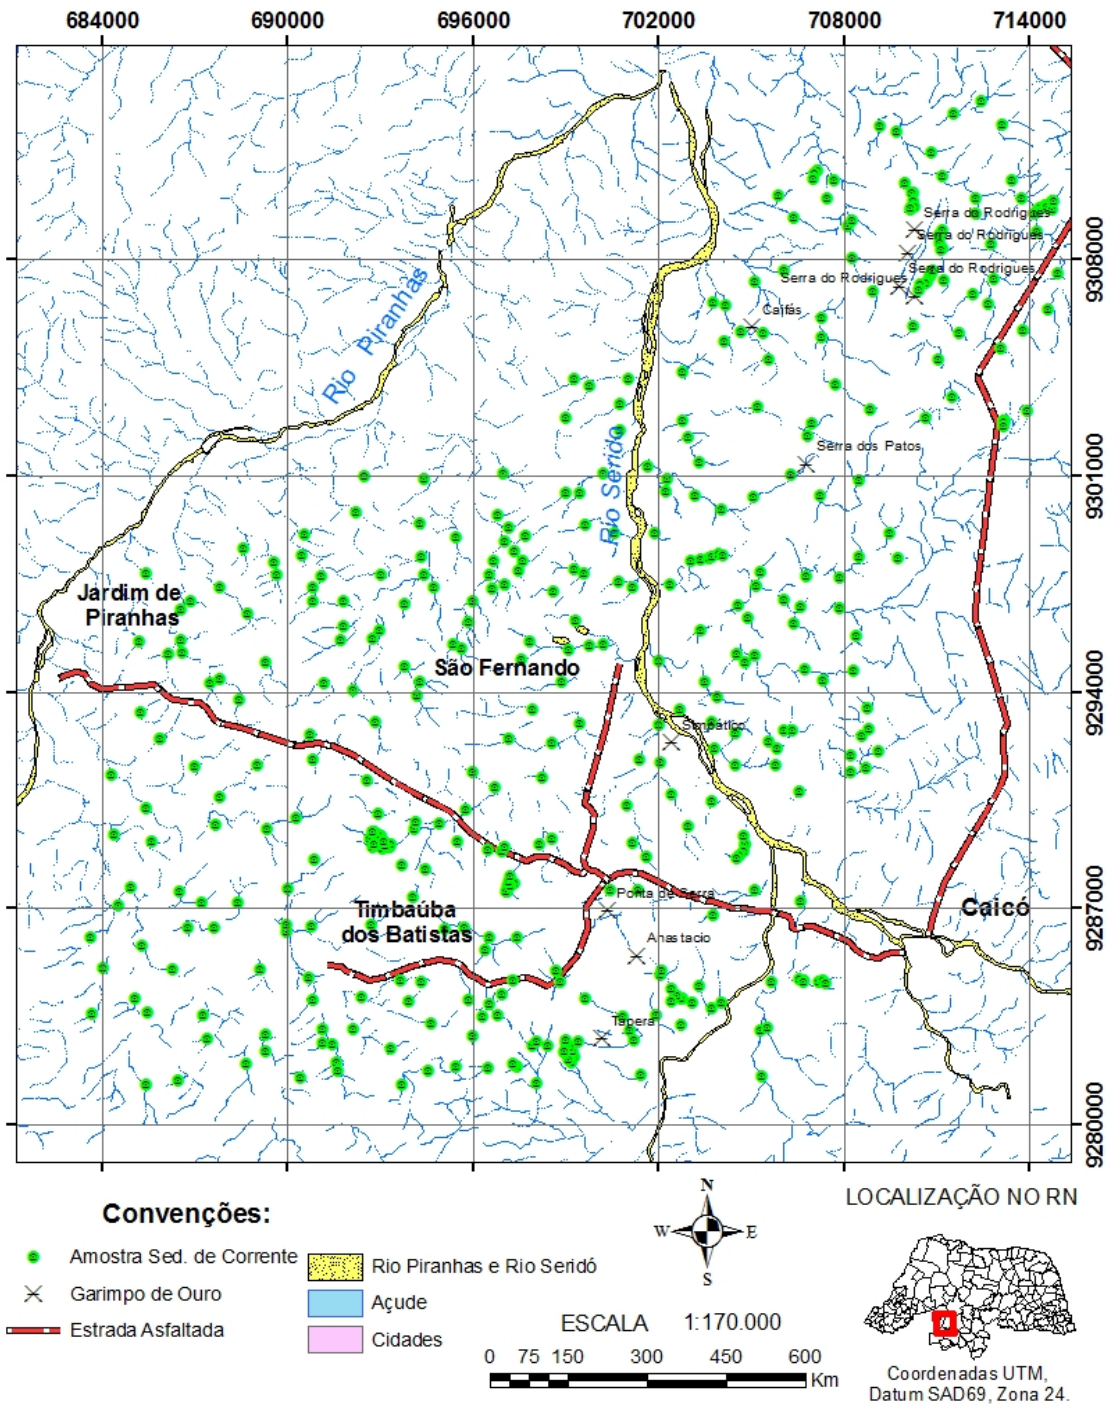 684000 690000 696000 702000 708000 714000
Serra do Rodrigues
Serra do Rodrigues
9308000
Serra do Rodrigues
Serra do Rodrigues
Rio Piranhas
Caifás
Serra dos Patos
9301000
Rio Seridó
Jardim de
Piranhas
São Fernando
9294000
Simpático
Ponta da Serra
Timbaúba
dos Batistas
Caicó
9287000
Anastacio
Tapera
9280000
Convenções:
Amostra Sed. de Corrente
Garimpo de Ouro
Estrada Asfaltada
Rio Piranhas e Rio Seridó
Açude
Cidades
N
W E
S
ESCALA 1:170.000
0 75 150 300 450 600
Km
LOCALIZAÇÃO NO RN
Coordenadas UTM,
Datum SAD69, Zona 24.